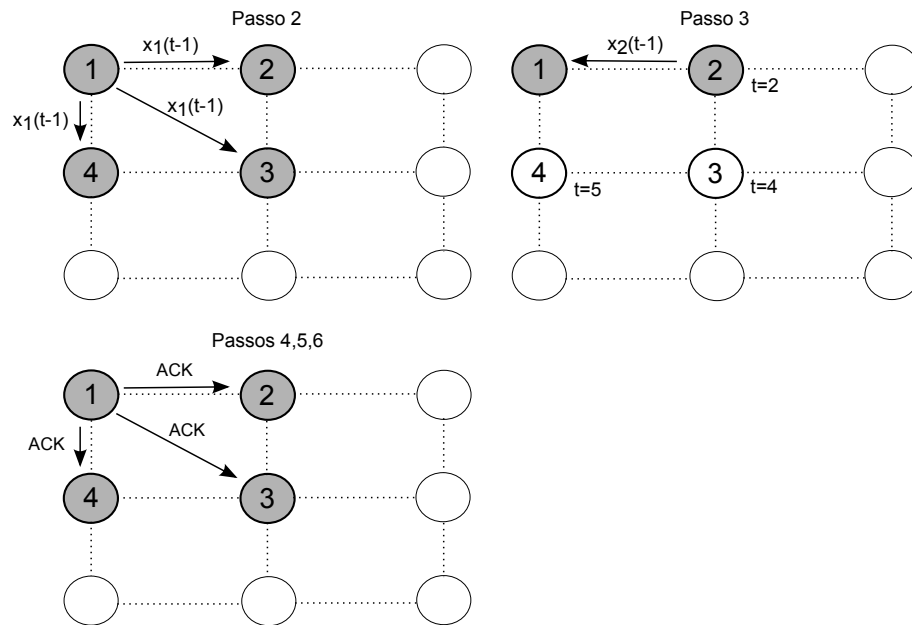 Passo 2
1
x1(t-1)
2
x1(t-1)
x1(t-1)
4
3
Passo 3
1
x2(t-1)
2
t=2
4
t=5
3
t=4
Passos 4,5,6
1
ACK
2
ACK
ACK
4
3